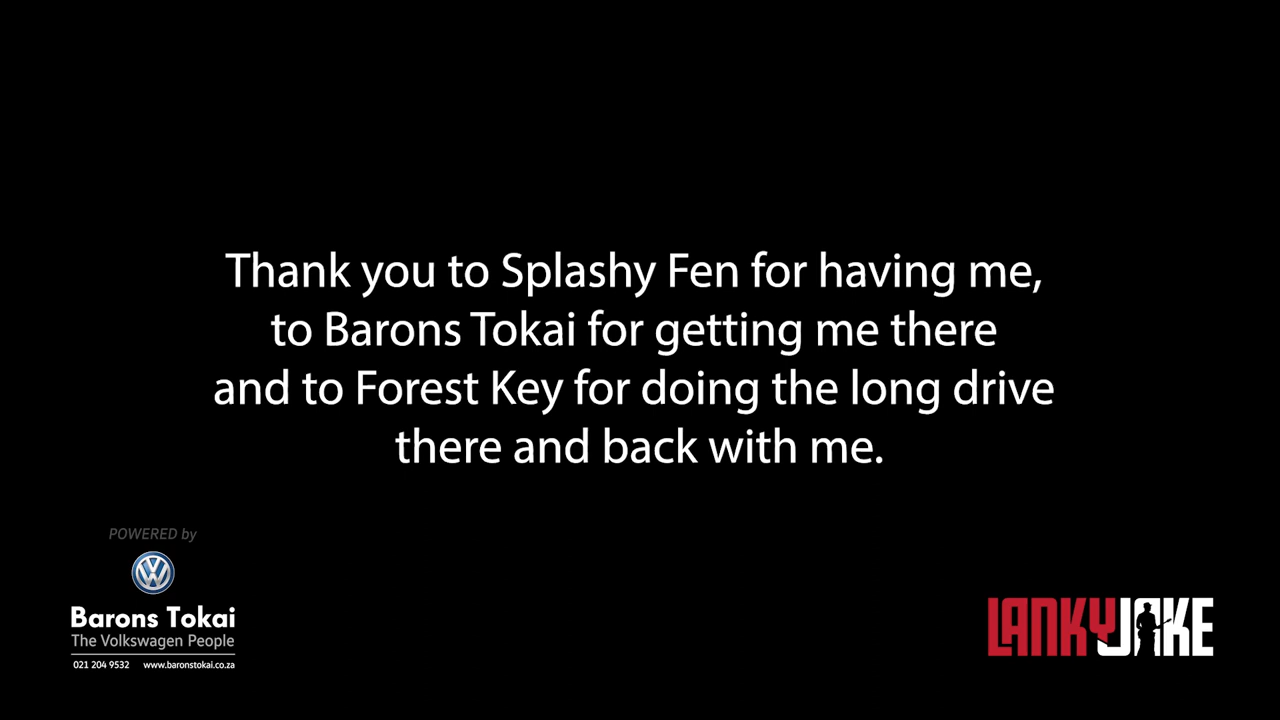 Thank you to Splashy Fen for having me,
to Barons Tokai for getting me there
and to Forest Key for doing the long drive
there and back with me.
POWERED by
Barons Tokai
The Volkswagen People
021 204 9532 www.baronstokai.co.za
LANKYJAKE